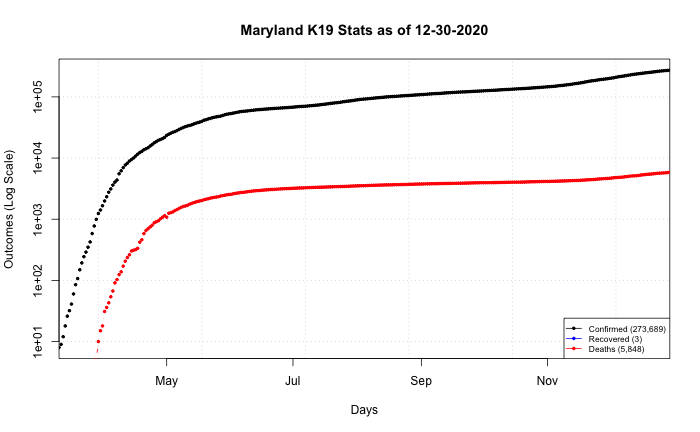 Maryland K19 Stats as of 12-30-2020
Outcomes (Log Scale)
1e+05
1e+04
1e+03
1e+02
1e+01
Confirmed (273,689)
Recovered (3)
Deaths (5,848)
May Jul Sep Nov
Days